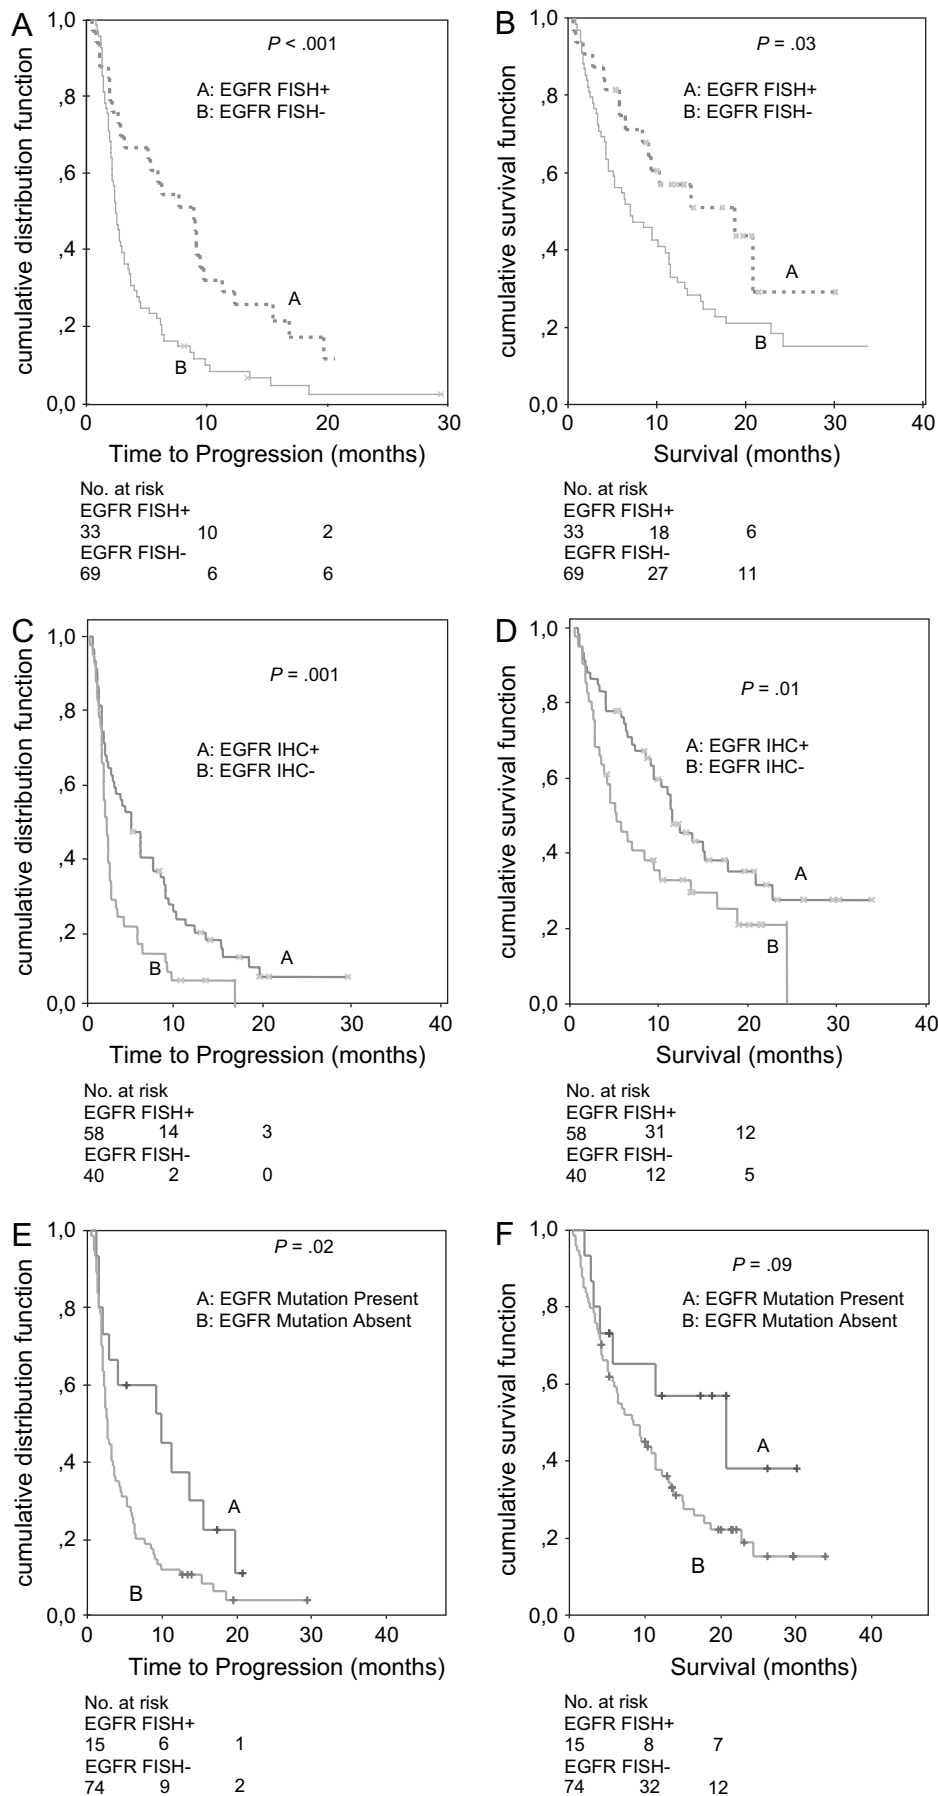 A
cumulative distribution function
1,0
,8
,6
,4
,2
0,0
P < .001
A: EGFR FISH+
B: EGFR FISH-
A
B
0 10 20 30
Time to Progression (months)
No. at risk
EGFR FISH+
33 10 2
EGFR FISH-
69 6 6
B
cumulative survival function
1,0
,8
,6
,4
,2
0,0
P = .03
A: EGFR FISH+
B: EGFR FISH-
A
B
0 10 20 30 40
Survival (months)
No. at risk
EGFR FISH+
33 18 6
EGFR FISH-
69 27 11
C
cumulative distribution function
1,0
,8
,6
,4
,2
0,0
P = .001
A: EGFR IHC+
B: EGFR IHC-
A
B
0 10 20 30 40
Time to Progression (months)
No. at risk
EGFR FISH+
58 14 3
EGFR FISH-
40 2 0
D
cumulative survival function
1,0
,8
,6
,4
,2
0,0
P = .01
A: EGFR IHC+
B: EGFR IHC-
A
B
0 10 20 30 40
Survival (months)
No. at risk
EGFR FISH+
58 31 12
EGFR FISH-
40 12 5
E
cumulative distribution function
1,0
,8
,6
,4
,2
0,0
P = .02
A: EGFR Mutation Present
B: EGFR Mutation Absent
A
B
0 10 20 30 40
Time to Progression (months)
No. at risk
EGFR FISH+
15 6 1
EGFR FISH-
74 9 2
F
cumulative survival function
1,0
,8
,6
,4
,2
0,0
P = .09
A: EGFR Mutation Present
B: EGFR Mutation Absent
A
B
0 10 20 30 40
Survival (months)
No. at risk
EGFR FISH+
15 8 7
EGFR FISH-
74 32 12